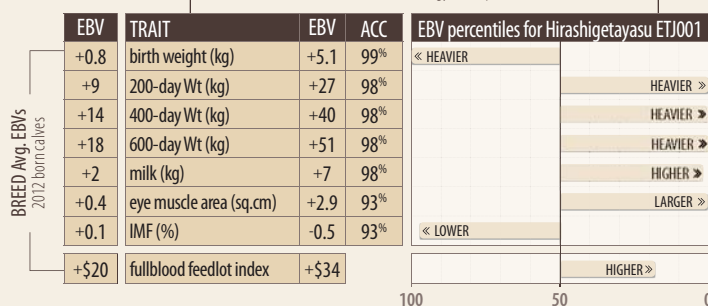 EBV TRAIT EBV ACC EBV percentiles for Hirashigetayasu ETJ001
+0.8 birth weight (kg) +5.1 99% « HEAVIER
+9 200-day Wt (kg) +27 98% HEAVIER »
+14 400-day Wt (kg) +40 98% HEAVIER »
+18 600-day Wt (kg) +51 98% HEAVIER »
+2 milk (kg) +7 98% HIGHER »
+0.4 eye muscle area (sq.cm) +2.9 93% LARGER »
+0.1 IMF (%) -0.5 93% « LOWER
+$20 fullblood feedlot index +$34 HIGHER »
100 50 0
BREED Avg. EBVs
2012 born calves